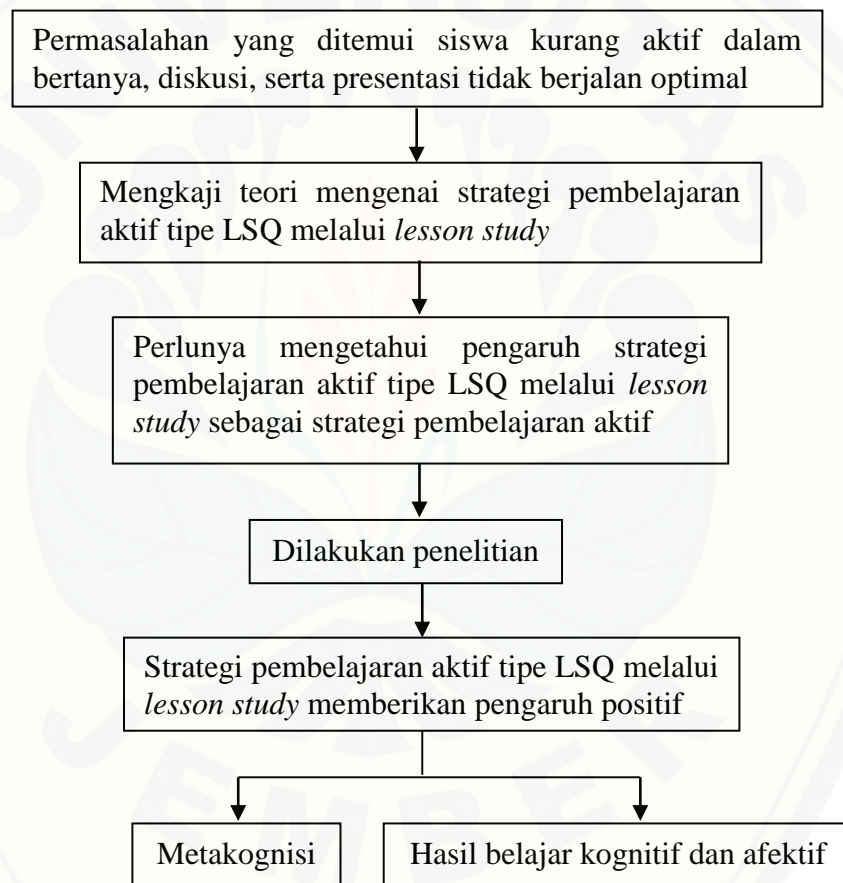 Permasalahan yang ditemui siswa kurang aktif dalam
bertanya, diskusi, serta presentasi tidak berjalan optimal
Mengkaji teori mengenai strategi pembelajaran
aktif tipe LSQ melalui lesson study
Perlunya mengetahui pengaruh strategi
pembelajaran aktif tipe LSQ melalui lesson
study sebagai strategi pembelajaran aktif
Dilakukan penelitian
Strategi pembelajaran aktif tipe LSQ melalui
lesson study memberikan pengaruh positif
Metakognisi
Hasil belajar kognitif dan afektif
UNIVERSITAS
JEMBER